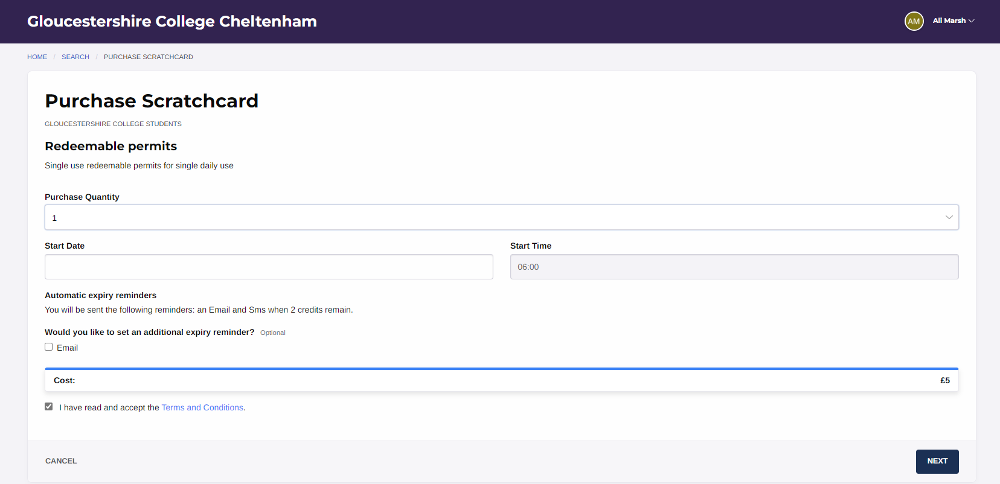 Gloucestershire College Cheltenham
AM
Ali Marsh
HOME / SEARCH / PURCHASE SCRATCHCARD
Purchase Scratchcard
GLOUCESTERSHIRE COLLEGE STUDENTS
Redeemable permits
Single use redeemable permits for single daily use
Purchase Quantity
1
Start Date
Start Time
06:00
Automatic expiry reminders
You will be sent the following reminders: an Email and Sms when 2 credits remain.
Would you like to set an additional expiry reminder? Optional
Email
Cost: £5
I have read and accept the Terms and Conditions.
CANCEL
NEXT